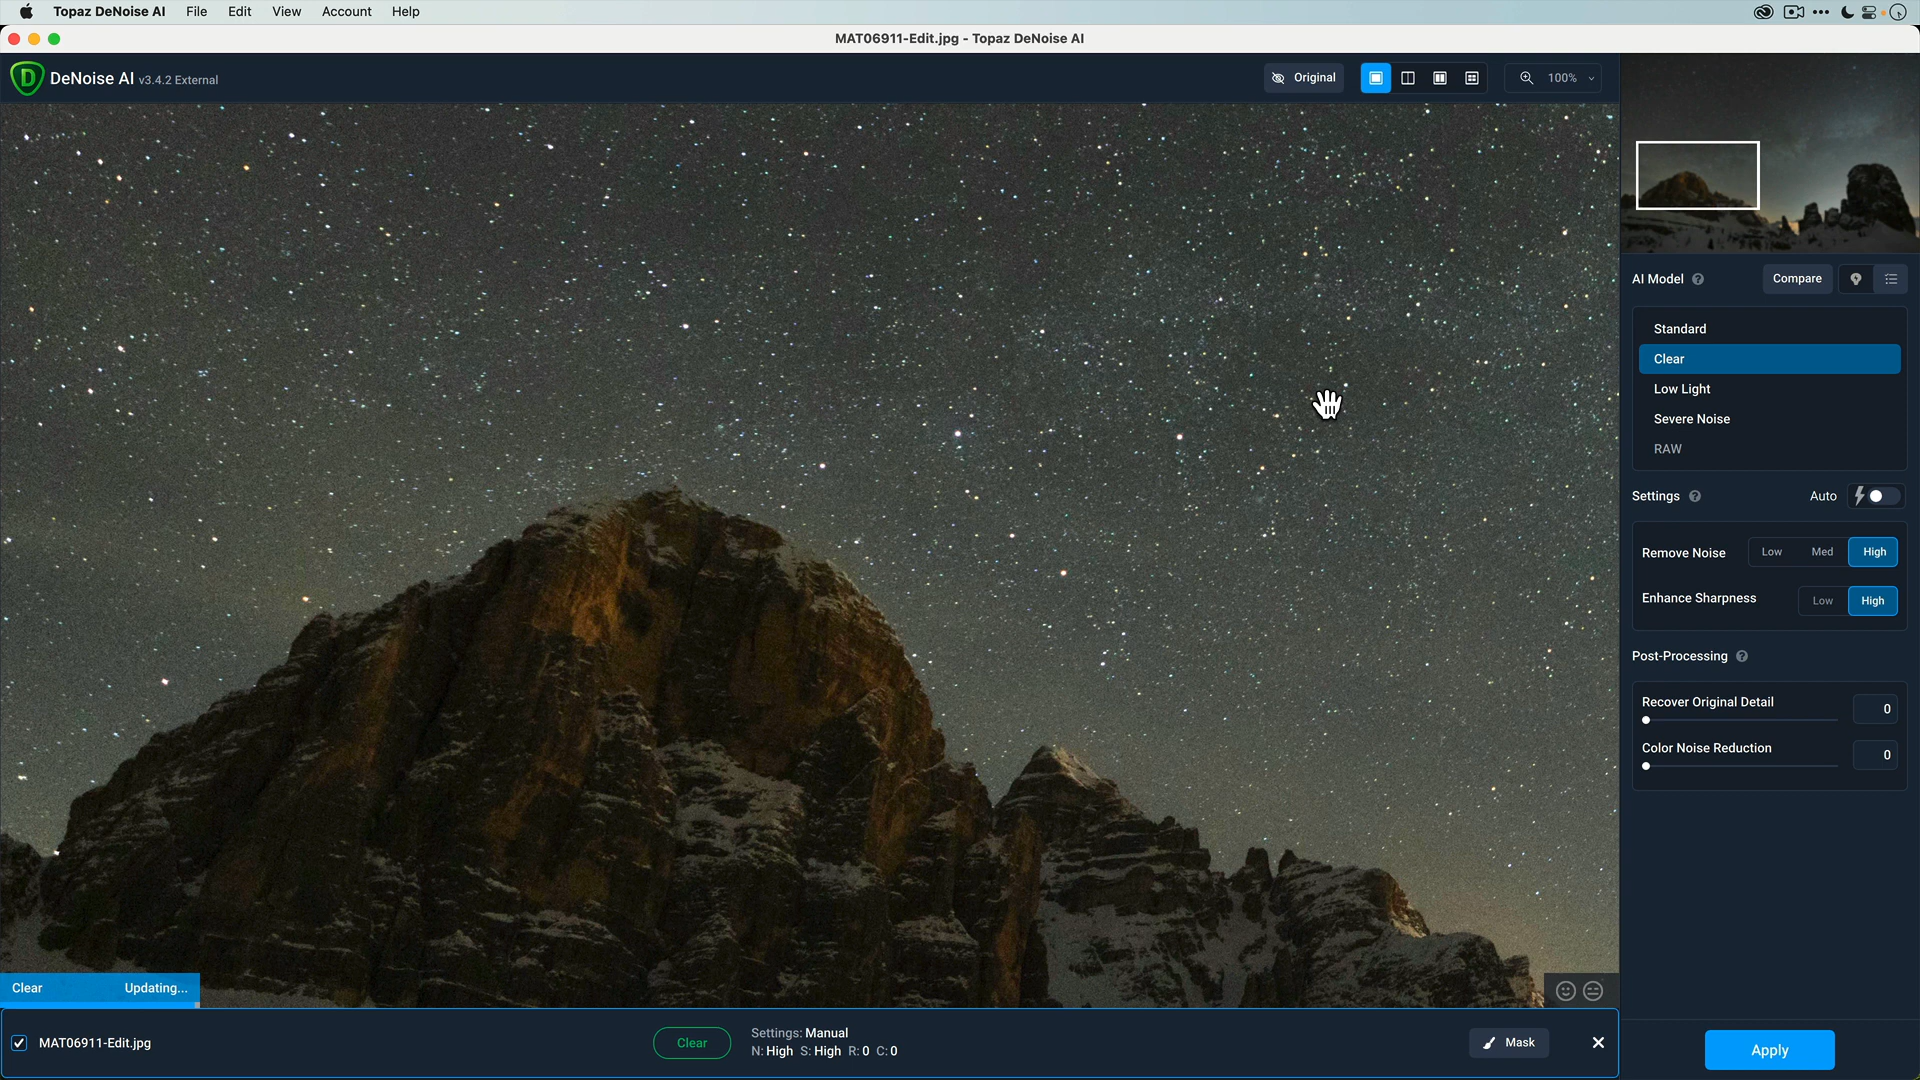 Topaz DeNoise AI File Edit View Account Help
MAT06911-Edit.jpg - Topaz DeNoise AI
DeNoise AI v3.4.2 External
Original
100%
AI Model
Compare
Standard
Clear
Low Light
Severe Noise
RAW
Settings
Auto
Remove Noise Low Med High
Enhance Sharpness Low High
Post-Processing
Recover Original Detail 0
Color Noise Reduction 0
Clear Updating...
MAT06911-Edit.jpg
Clear
Settings: Manual
N: High S: High R: 0 C: 0
Mask
Apply